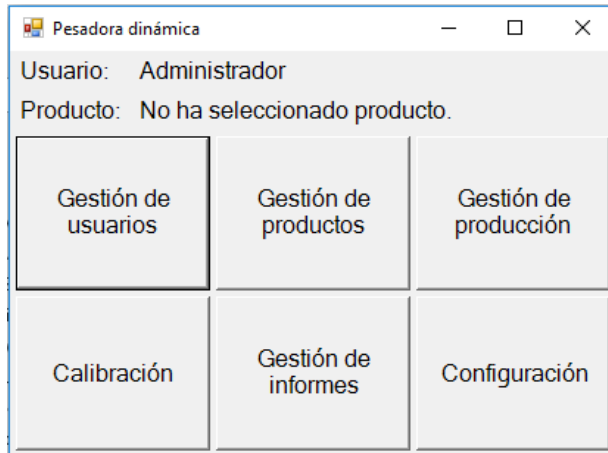 Pesadora dinámica
Usuario: Administrador
Producto: No ha seleccionado producto.
Gestión de
usuarios
Gestión de
productos
Gestión de
producción
Calibración
Gestión de
informes
Configuración